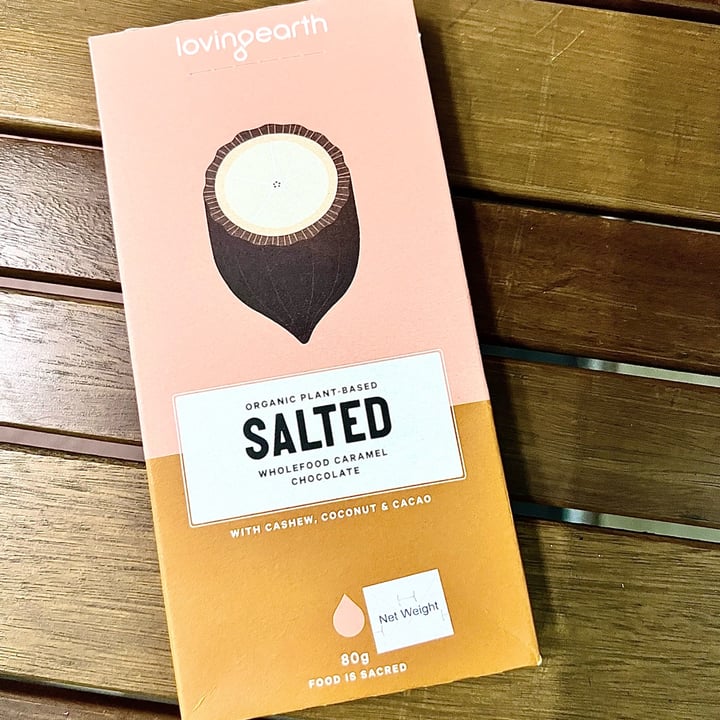 lovingearth
ORGANIC PLANT-BASED
SALTED
WHOLEFOOD CARAMEL
CHOCOLATE
WITH CASHEW, COCONUT & CACAO
Net Weight
80g
FOOD IS SACRED